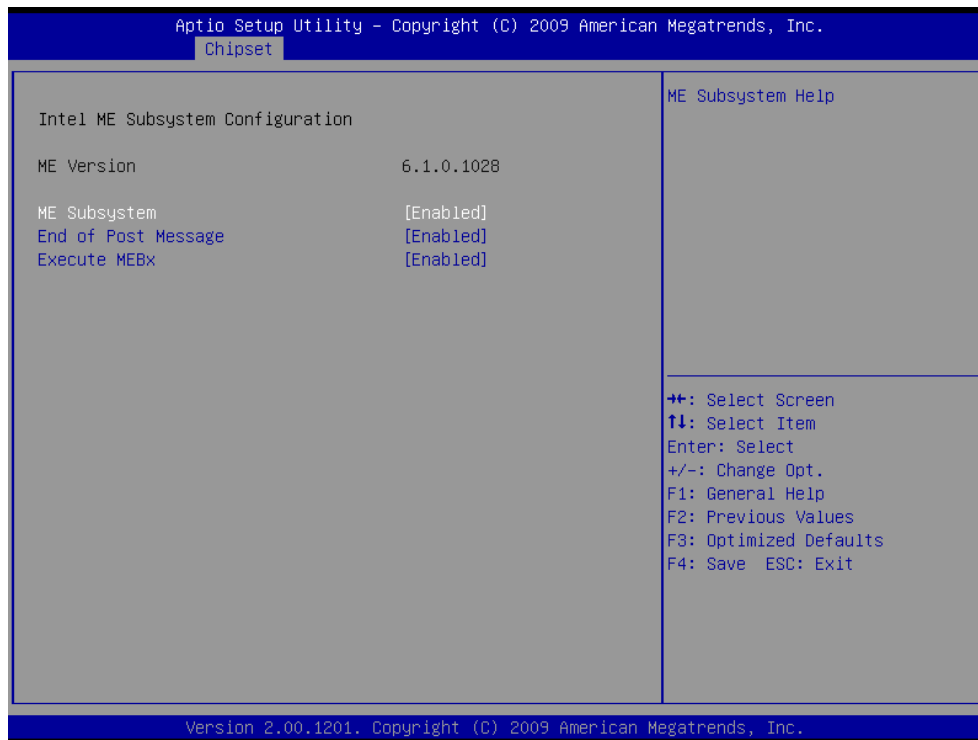 Aptio Setup Utility – Copyright (C) 2009 American Megatrends, Inc.
Chipset
Intel ME Subsystem Configuration
ME Version 6.1.0.1028
ME Subsystem [Enabled]
End of Post Message [Enabled]
Execute MEBx [Enabled]
ME Subsystem Help
→←: Select Screen
↑↓: Select Item
Enter: Select
+/-: Change Opt.
F1: General Help
F2: Previous Values
F3: Optimized Defaults
F4: Save ESC: Exit
Version 2.00.1201. Copyright (C) 2009 American Megatrends, Inc.